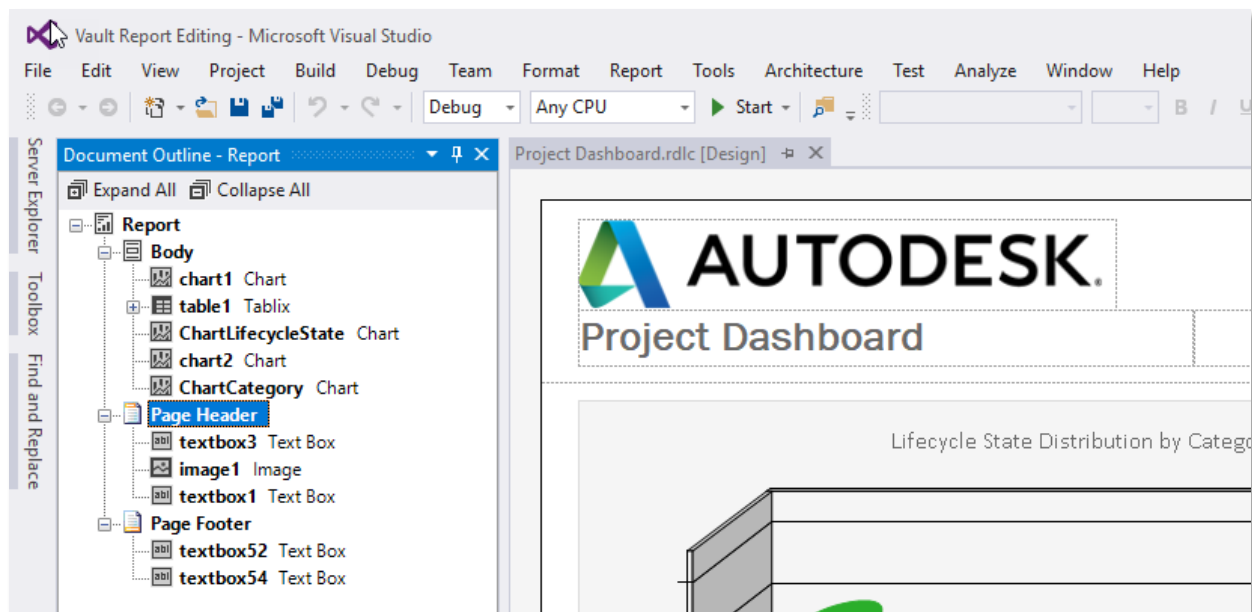 Vault Report Editing - Microsoft Visual Studio
File Edit View Project Build Debug Team Format Report Tools Architecture Test Analyze Window Help
Debug Any CPU Start B I U
Server Explorer
Toolbox
Find and Replace
Document Outline - Report
Expand All Collapse All
Report
Body
chart1 Chart
table1 Tablix
ChartLifecycleState Chart
chart2 Chart
ChartCategory Chart
Page Header
textbox3 Text Box
image1 Image
textbox1 Text Box
Page Footer
textbox52 Text Box
textbox54 Text Box
Project Dashboard.rdlc [Design]
AUTODESK.
Project Dashboard
Lifecycle State Distribution by Catego